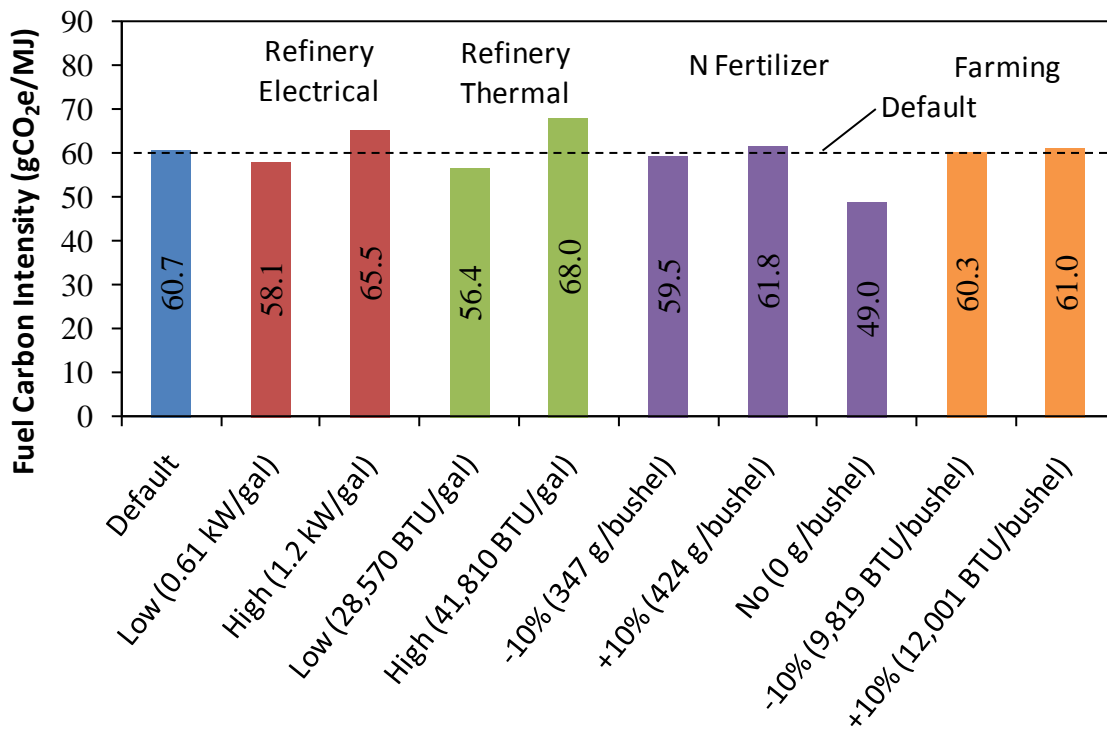 Fuel Carbon Intensity (gCO₂e/MJ)
90
80
70
60
50
40
30
20
10
0
Refinery
Electrical
Refinery
Thermal
N Fertilizer
Farming
Default
60.7
58.1
65.5
56.4
68.0
59.5
61.8
49.0
60.3
61.0
Default
Low (0.61 kW/gal)
High (1.2 kW/gal)
Low (28,570 BTU/gal)
High (41,810 BTU/gal)
-10% (347 g/bushel)
+10% (424 g/bushel)
No (0 g/bushel)
-10% (9,819 BTU/bushel)
+10% (12,001 BTU/bushel)